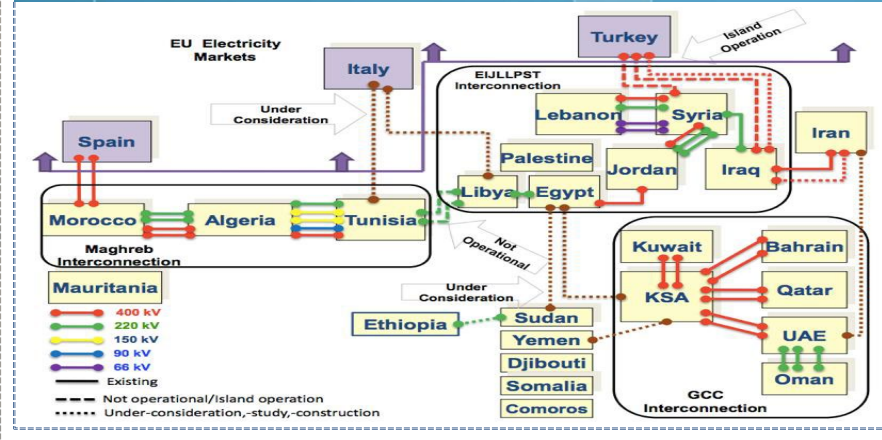 EU Electricity
Markets
Turkey
Island
Operation
Italy
EIJLLPST
Interconnection
Under
Consideration
Lebanon
Syria
Iran
Spain
Palestine
Jordan
Iraq
Libya
Egypt
Morocco
Algeria
Tunisia
Maghreb
Interconnection
Not
Operational
Kuwait
Bahrain
Mauritania
Under
Consideration
KSA
Qatar
400 kV
220 kV
150 kV
90 kV
66 kV
Existing
Not operational/Island operation
Under-consideration,-study,-construction
Ethiopia
Sudan
Yemen
Djibouti
Somalia
Comoros
UAE
Oman
GCC
Interconnection